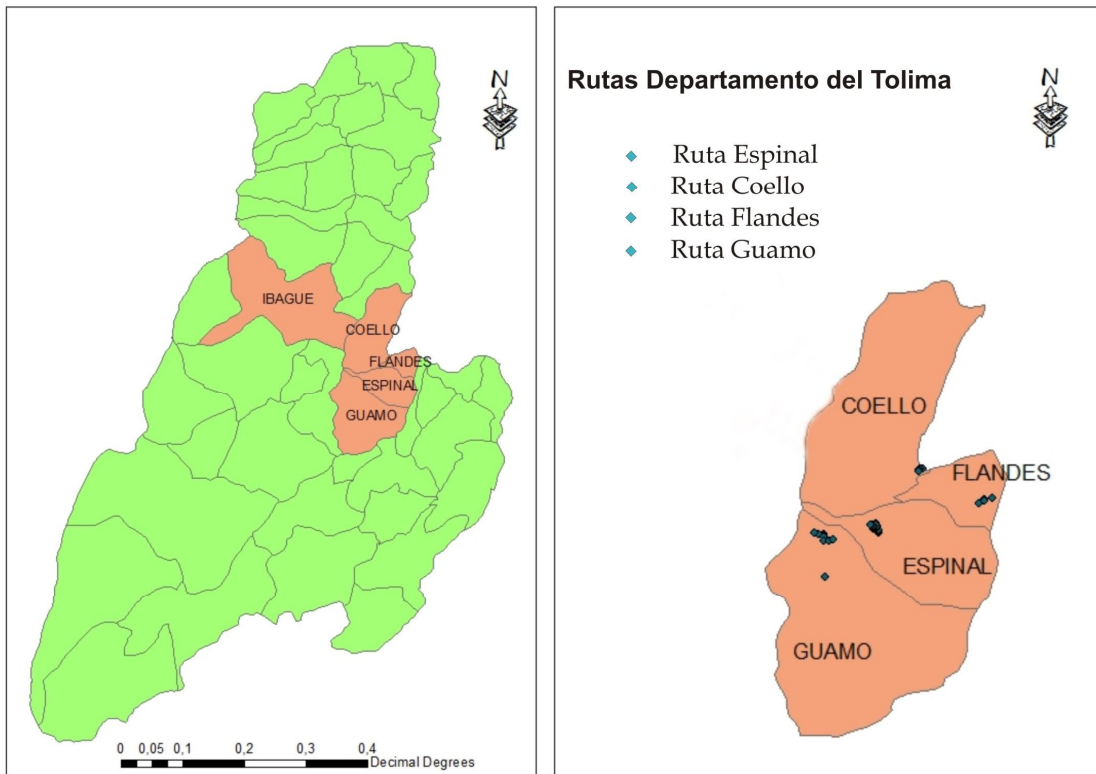 N
IBAGUE
COELLO
FLANDES
ESPINAL
GUAMO
0 0,05 0,1 0,2 0,3 0,4
Decimal Degrees
Rutas Departamento del Tolima
N
Ruta Espinal
Ruta Coello
Ruta Flandes
Ruta Guamo
COELLO
FLANDES
ESPINAL
GUAMO